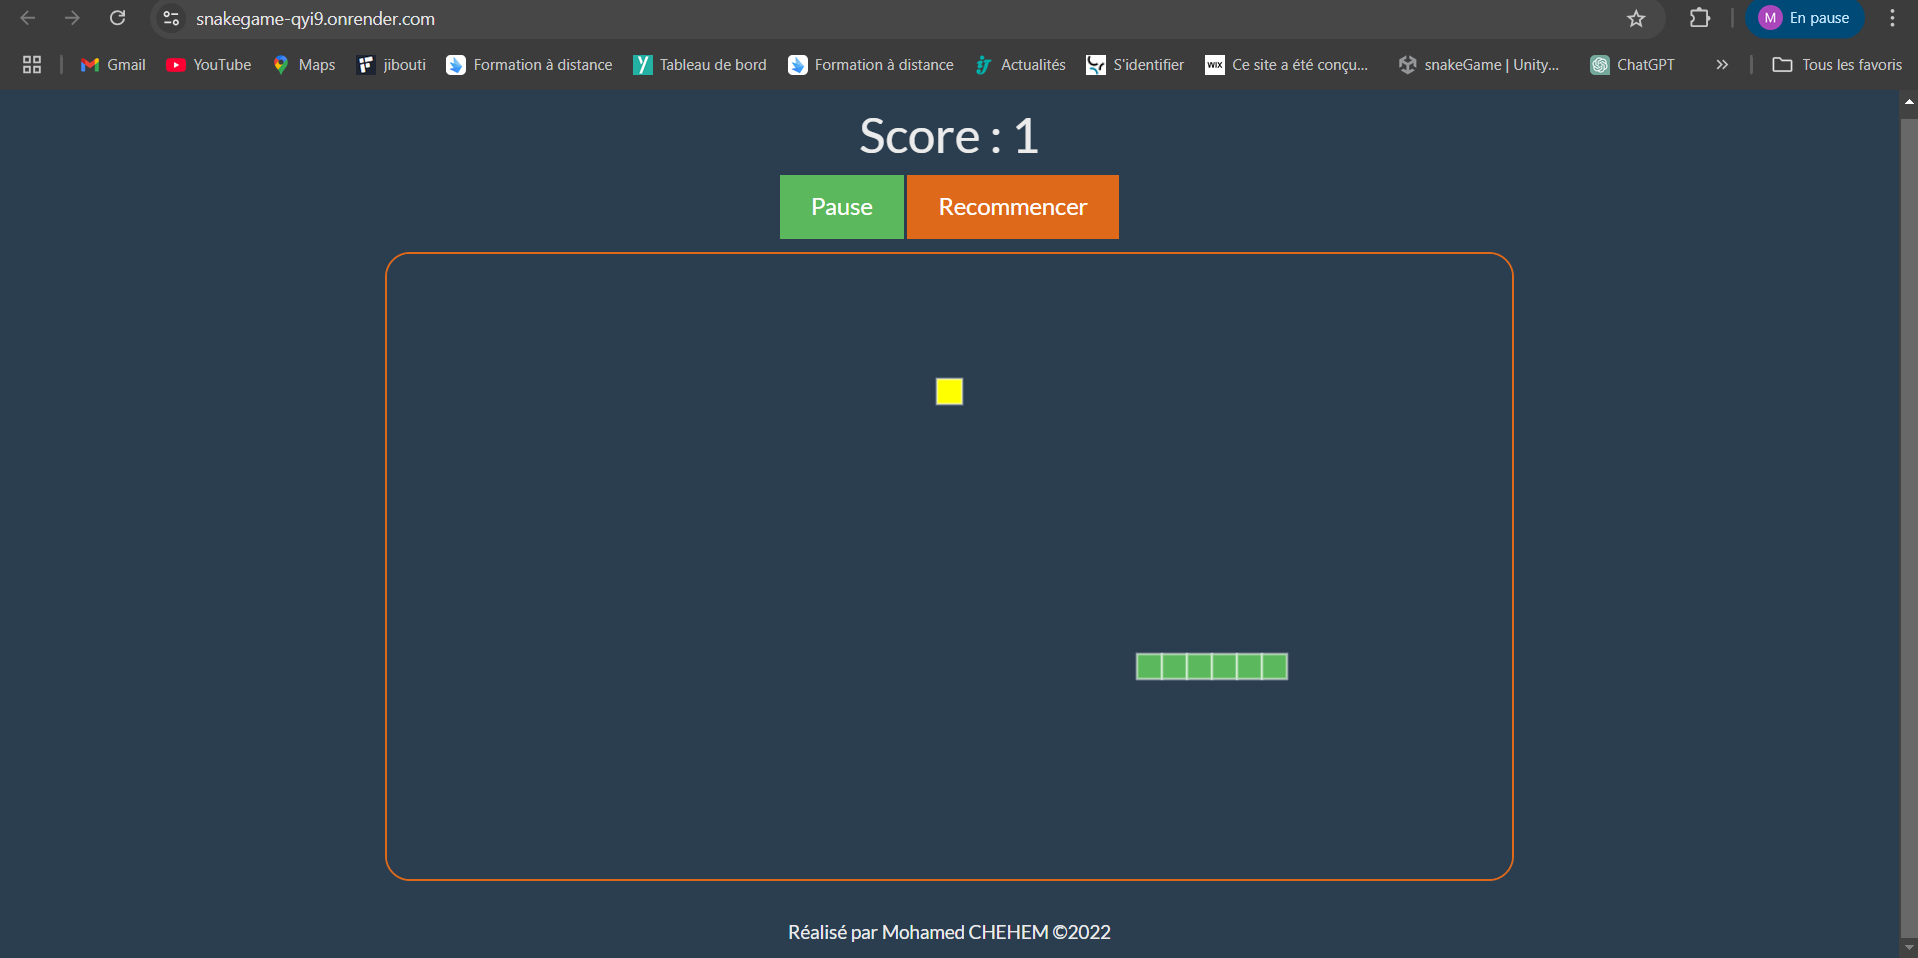 snakegame-qyi9.onrender.com
M En pause
Gmail YouTube Maps jibouti Formation à distance Tableau de bord Formation à distance Actualités S'identifier WIX Ce site a été conçu... snakeGame | Unity... ChatGPT » Tous les favoris
Score : 1
Pause Recommencer
Réalisé par Mohamed CHEHEM ©2022